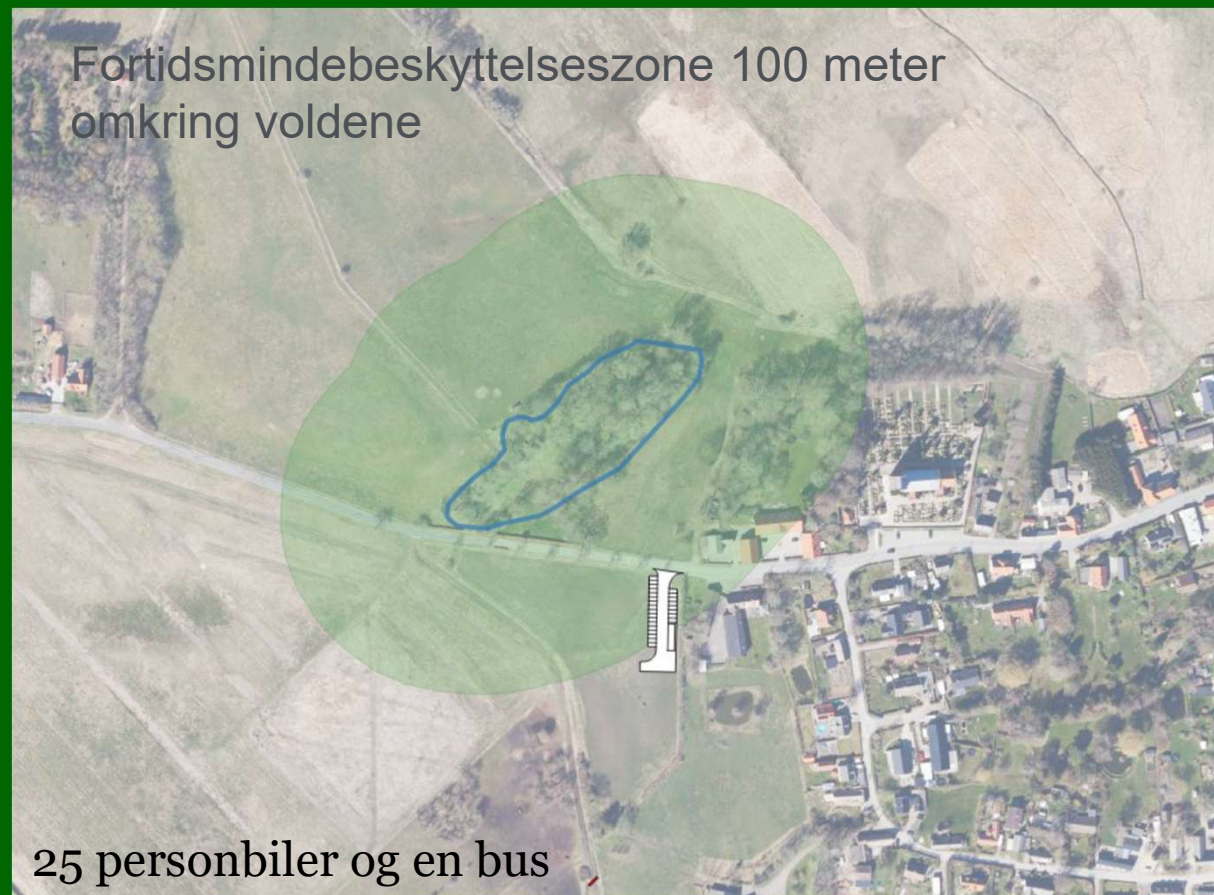 Fortidsmindebeskyttelseszone 100 meter
omkring voldene
25 personbiler og en bus